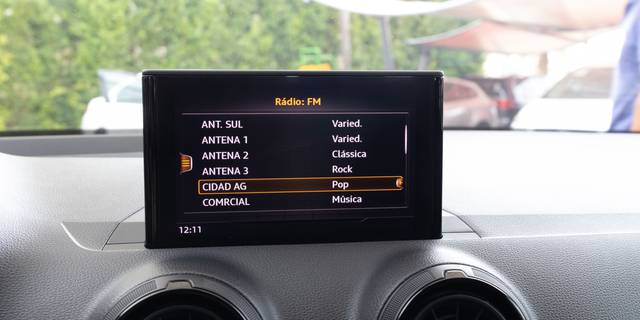 Rádio: FM
ANT. SUL Varied.
ANTENA 1 Varied.
ANTENA 2 Clássica
ANTENA 3 Rock
CIDAD AG Pop
COMRCIAL Música
12:11